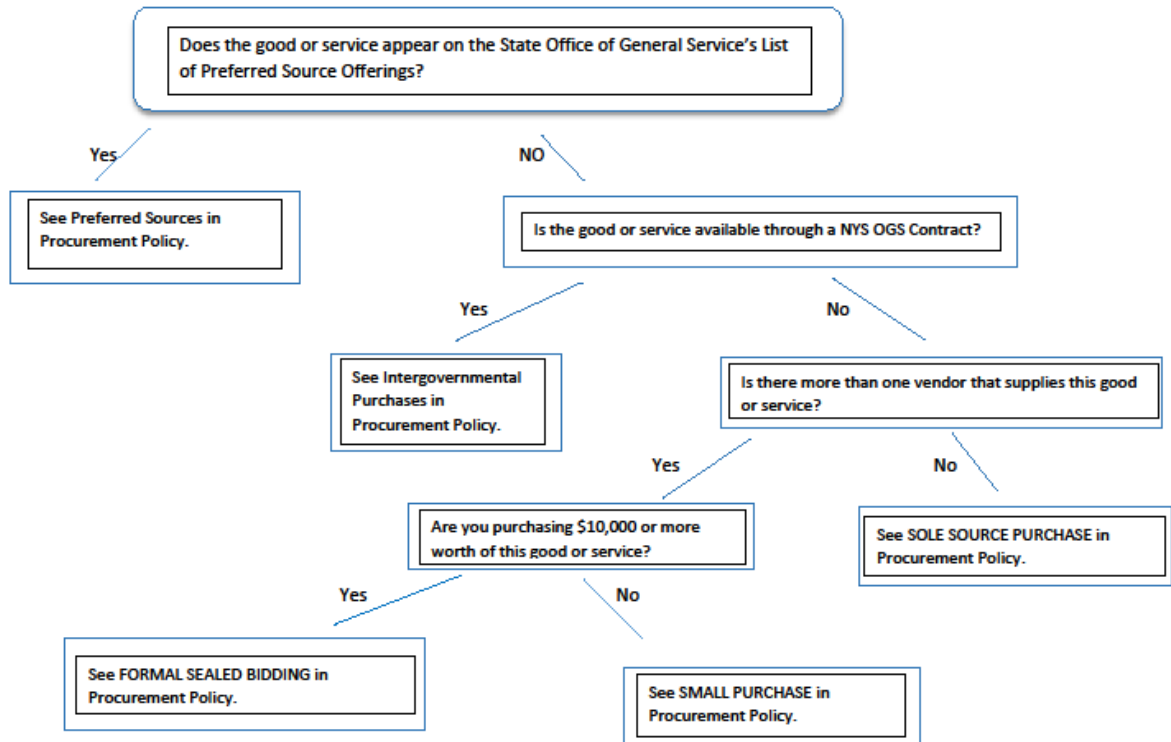 Does the good or service appear on the State Office of General Service's List
of Preferred Source Offerings?
Yes
NO
See Preferred Sources in
Procurement Policy.
Is the good or service available through a NYS OGS Contract?
Yes
No
See Intergovernmental
Purchases in
Procurement Policy.
Is there more than one vendor that supplies this good
or service?
Yes
No
Are you purchasing $10,000 or more
worth of this good or service?
See SOLE SOURCE PURCHASE in
Procurement Policy.
Yes
No
See FORMAL SEALED BIDDING in
Procurement Policy.
See SMALL PURCHASE in
Procurement Policy.